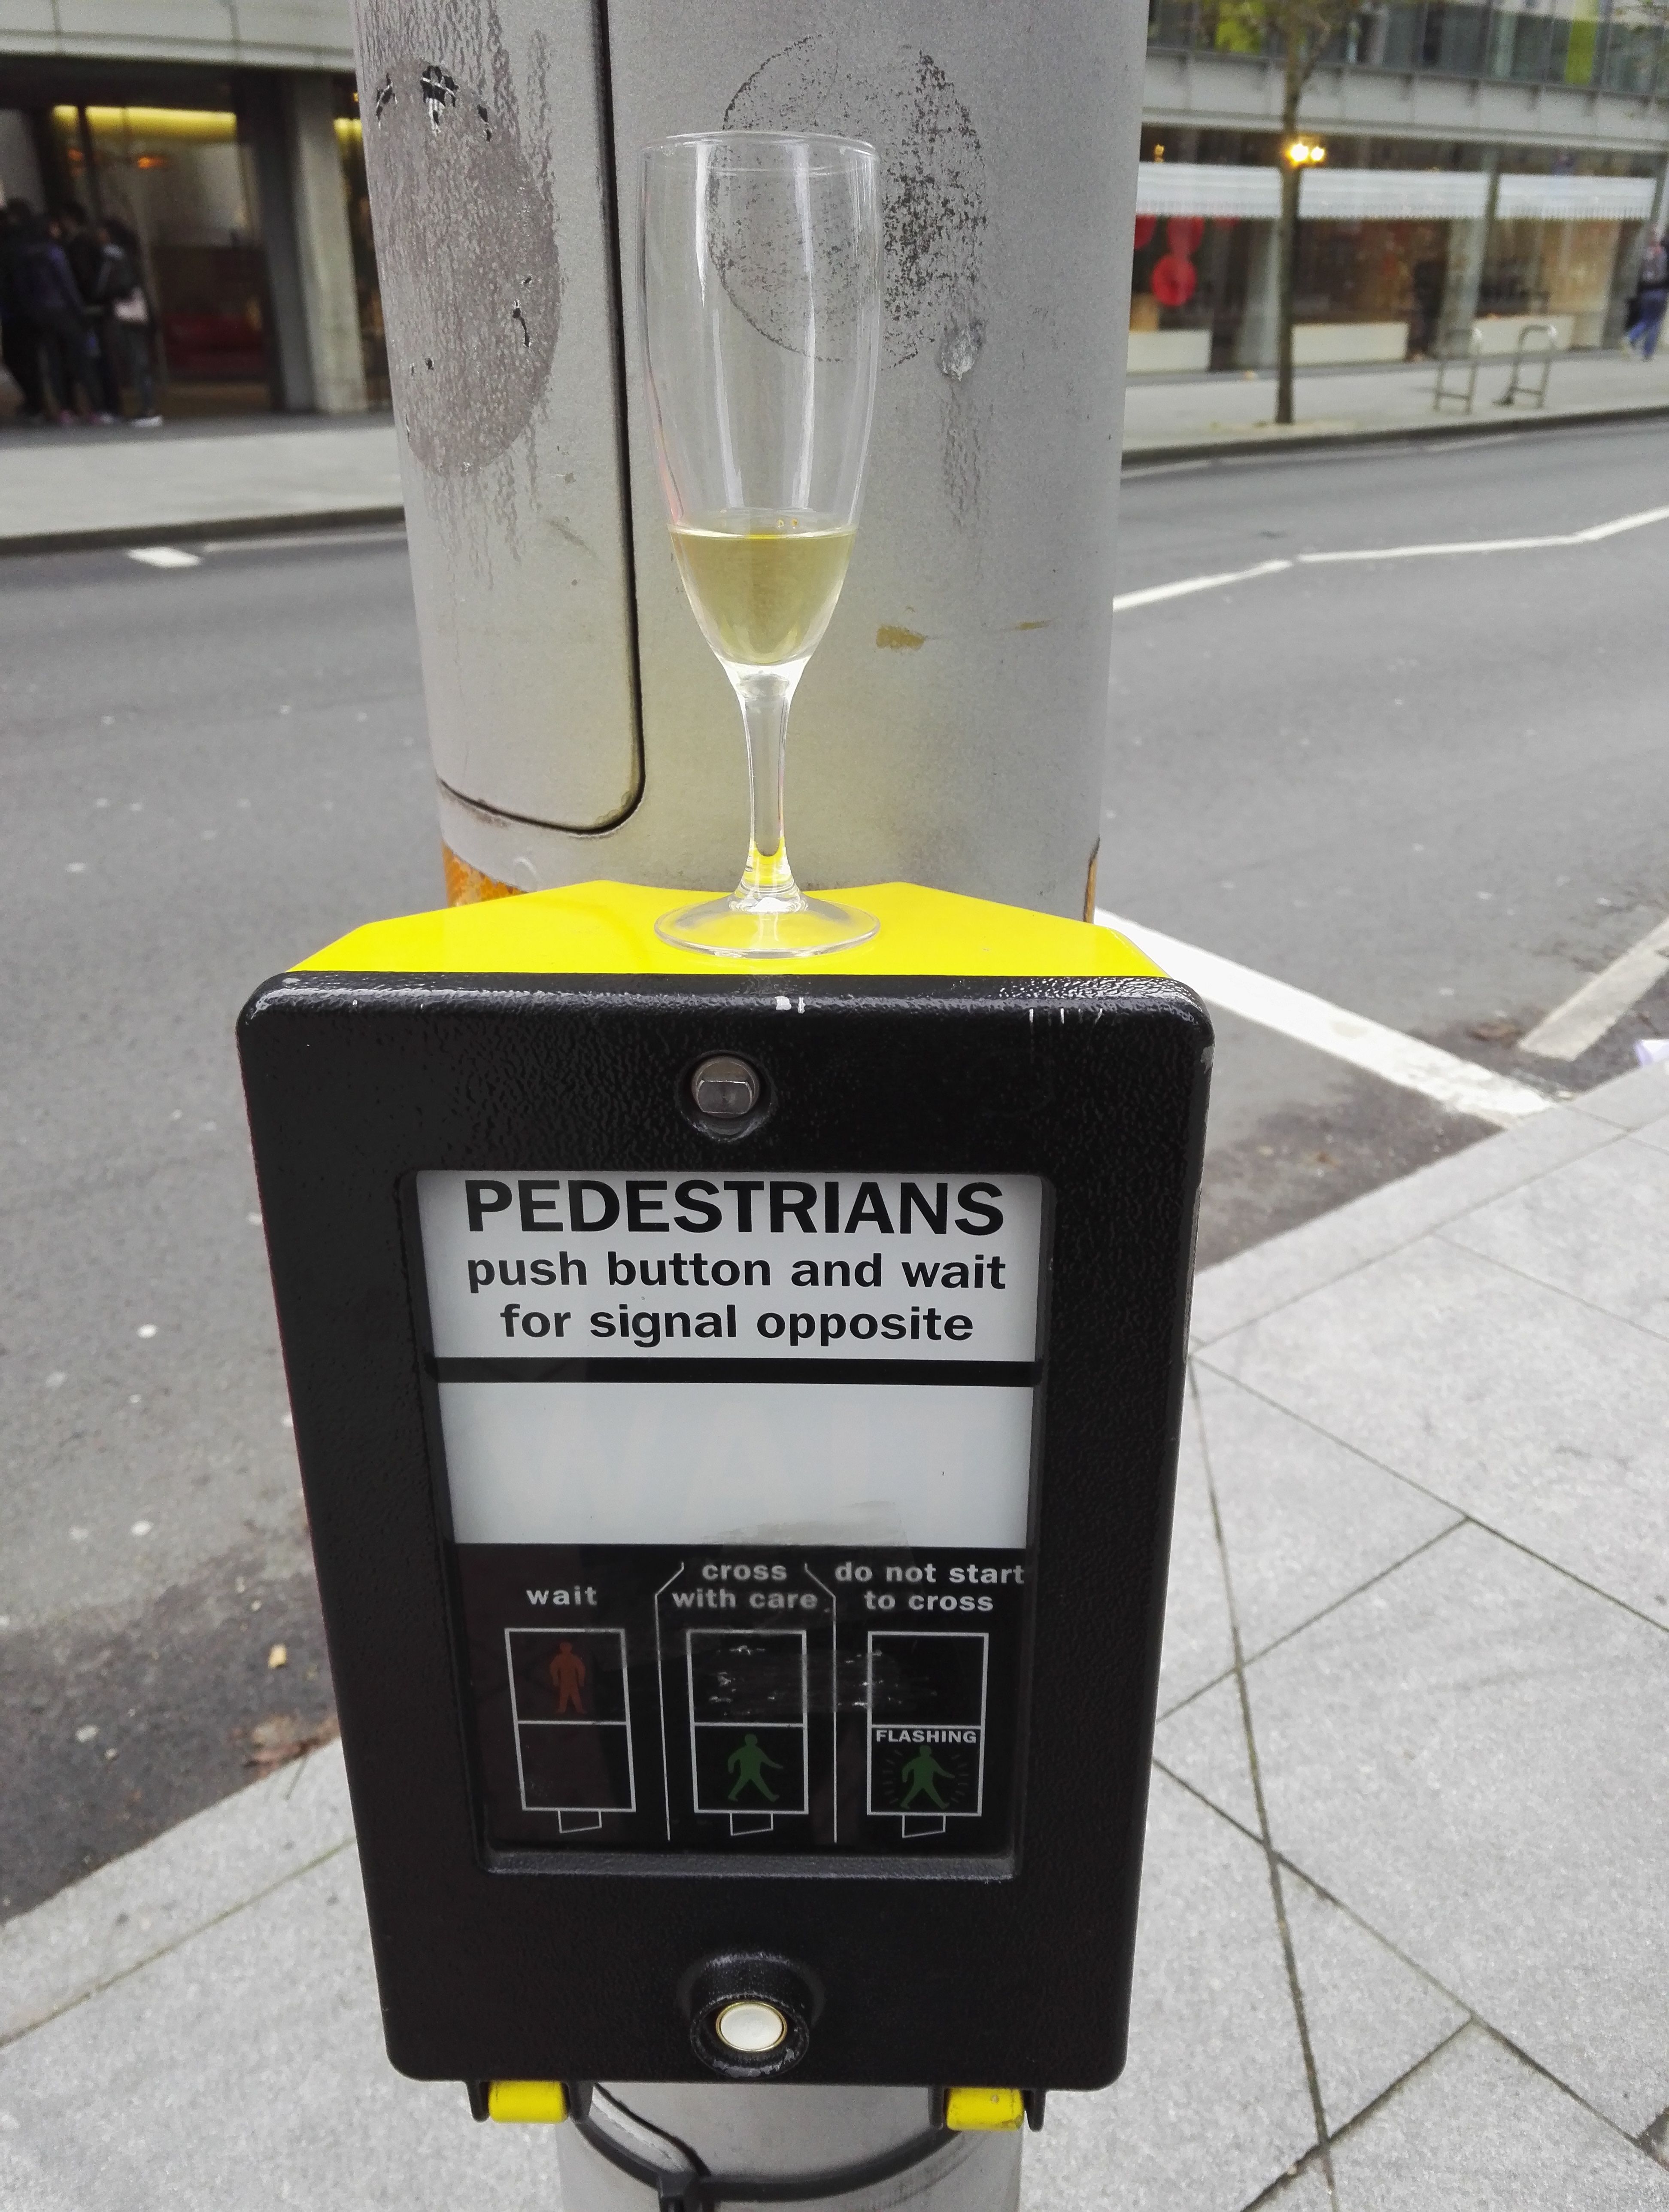 PEDESTRIANS
push button and wait
for signal opposite
wait
cross
with care
do not start
to cross
FLASHING